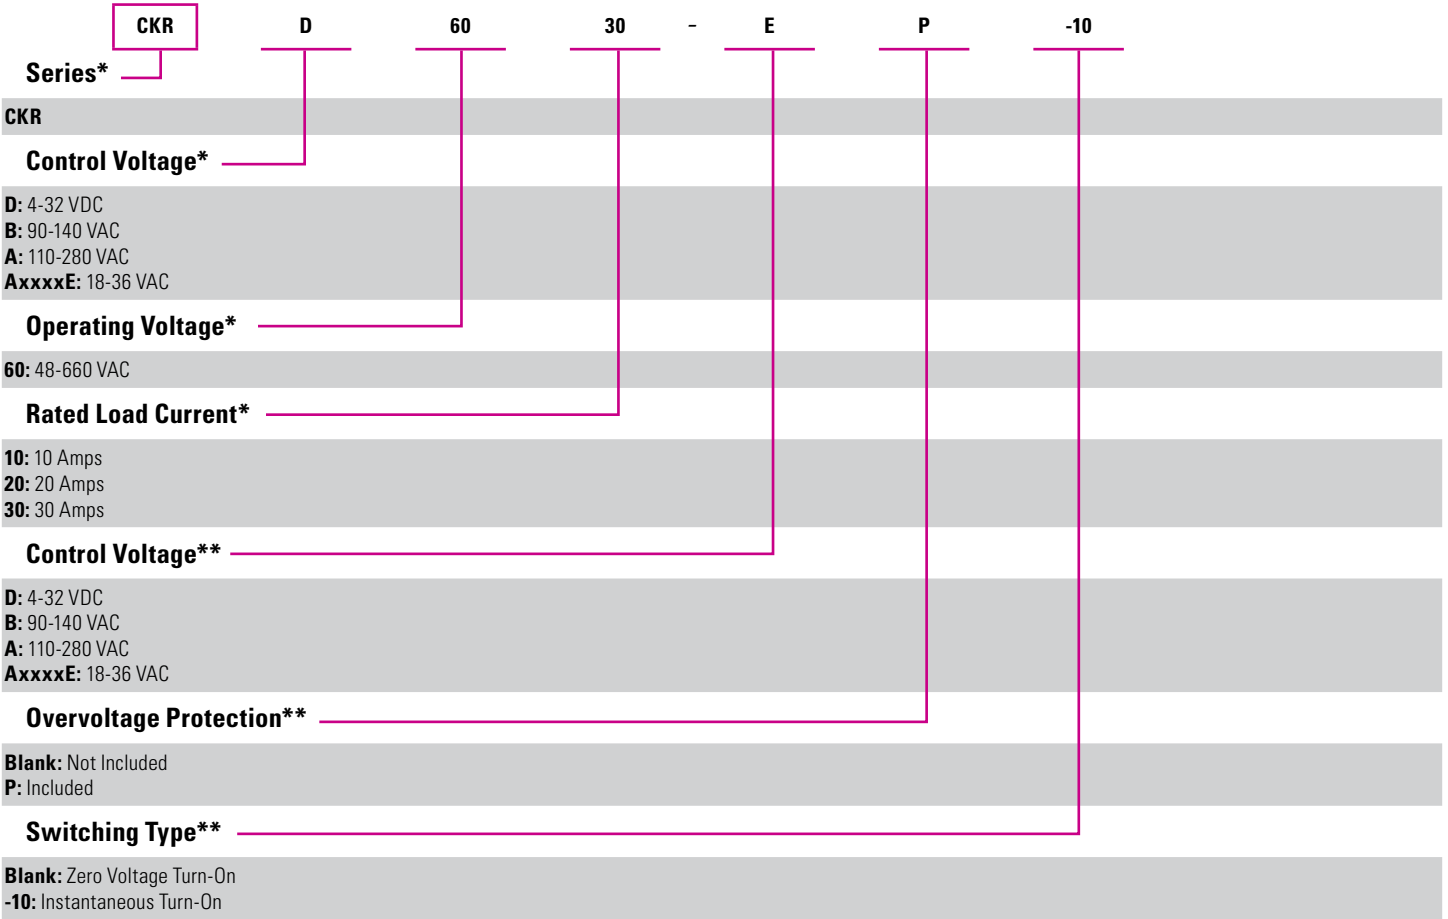 CKR D 60 30 – E P -10
Series*
CKR
Control Voltage*
D: 4-32 VDC
B: 90-140 VAC
A: 110-280 VAC
AxxxxE: 18-36 VAC
Operating Voltage*
60: 48-660 VAC
Rated Load Current*
10: 10 Amps
20: 20 Amps
30: 30 Amps
Control Voltage**
D: 4-32 VDC
B: 90-140 VAC
A: 110-280 VAC
AxxxxE: 18-36 VAC
Overvoltage Protection**
Blank: Not Included
P: Included
Switching Type**
Blank: Zero Voltage Turn-On
-10: Instantaneous Turn-On